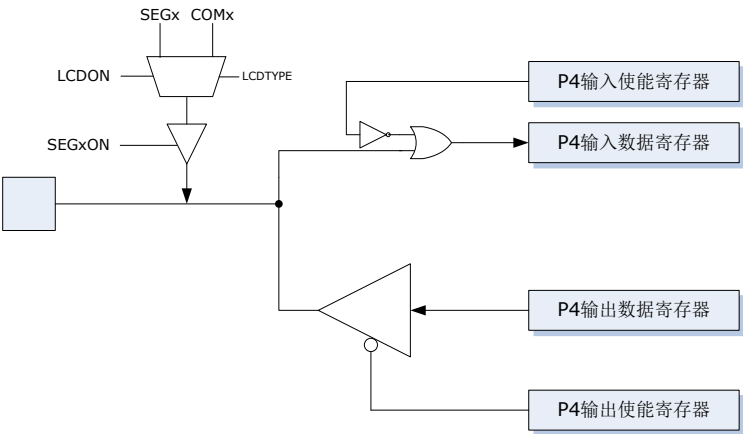 SEGx COMx
LCDON
LCDTYPE
SEGxON
P4输入使能寄存器
P4输入数据寄存器
P4输出数据寄存器
P4输出使能寄存器